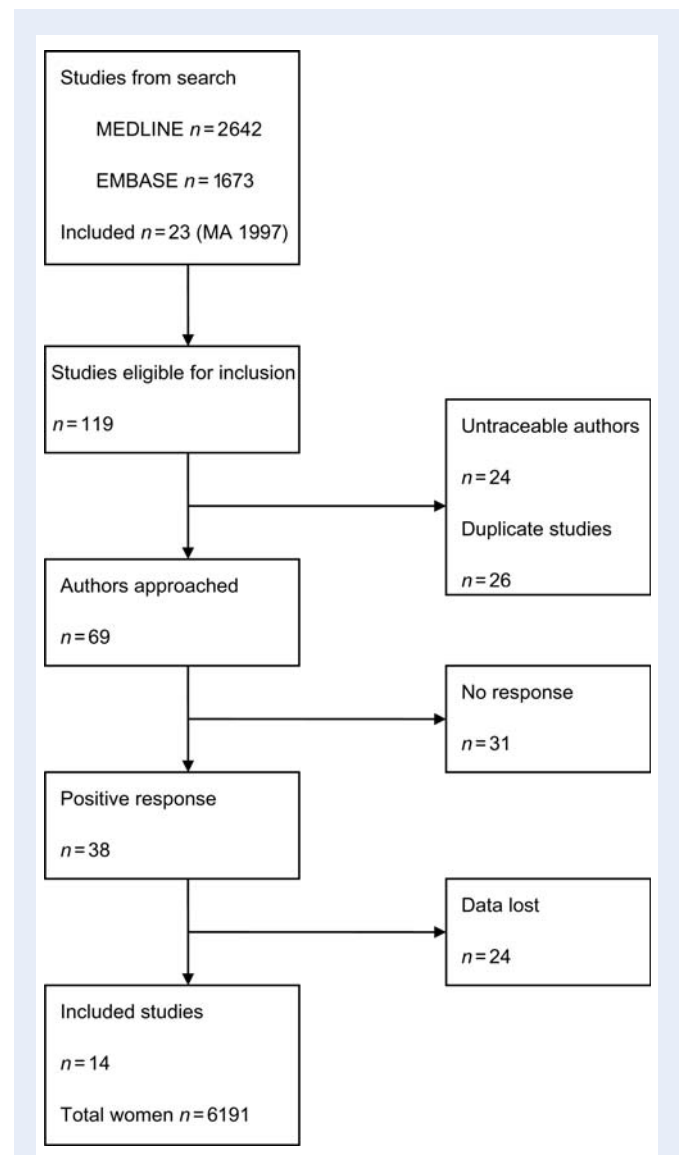 Studies from search
MEDLINE n=2642
EMBASE n=1673
Included n=23 (MA 1997)
Studies eligible for inclusion
n=119
Untraceable authors
n=24
Duplicate studies
n=26
Authors approached
n=69
No response
n=31
Positive response
n=38
Data lost
n=24
Included studies
n=14
Total women n=6191